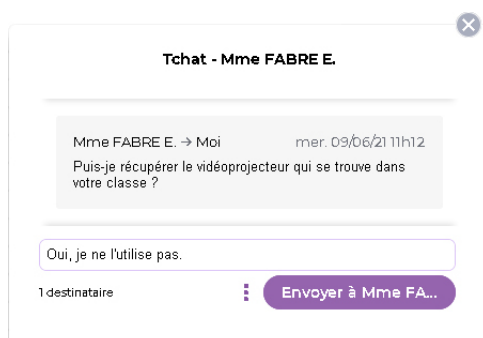 Tchat - Mme FABRE E.
Mme FABRE E. → Moi mer. 09/06/21 11h12
Puis-je récupérer le vidéoprojecteur qui se trouve dans
votre classe ?
Oui, je ne l'utilise pas.
1 destinataire Envoyer à Mme FA...